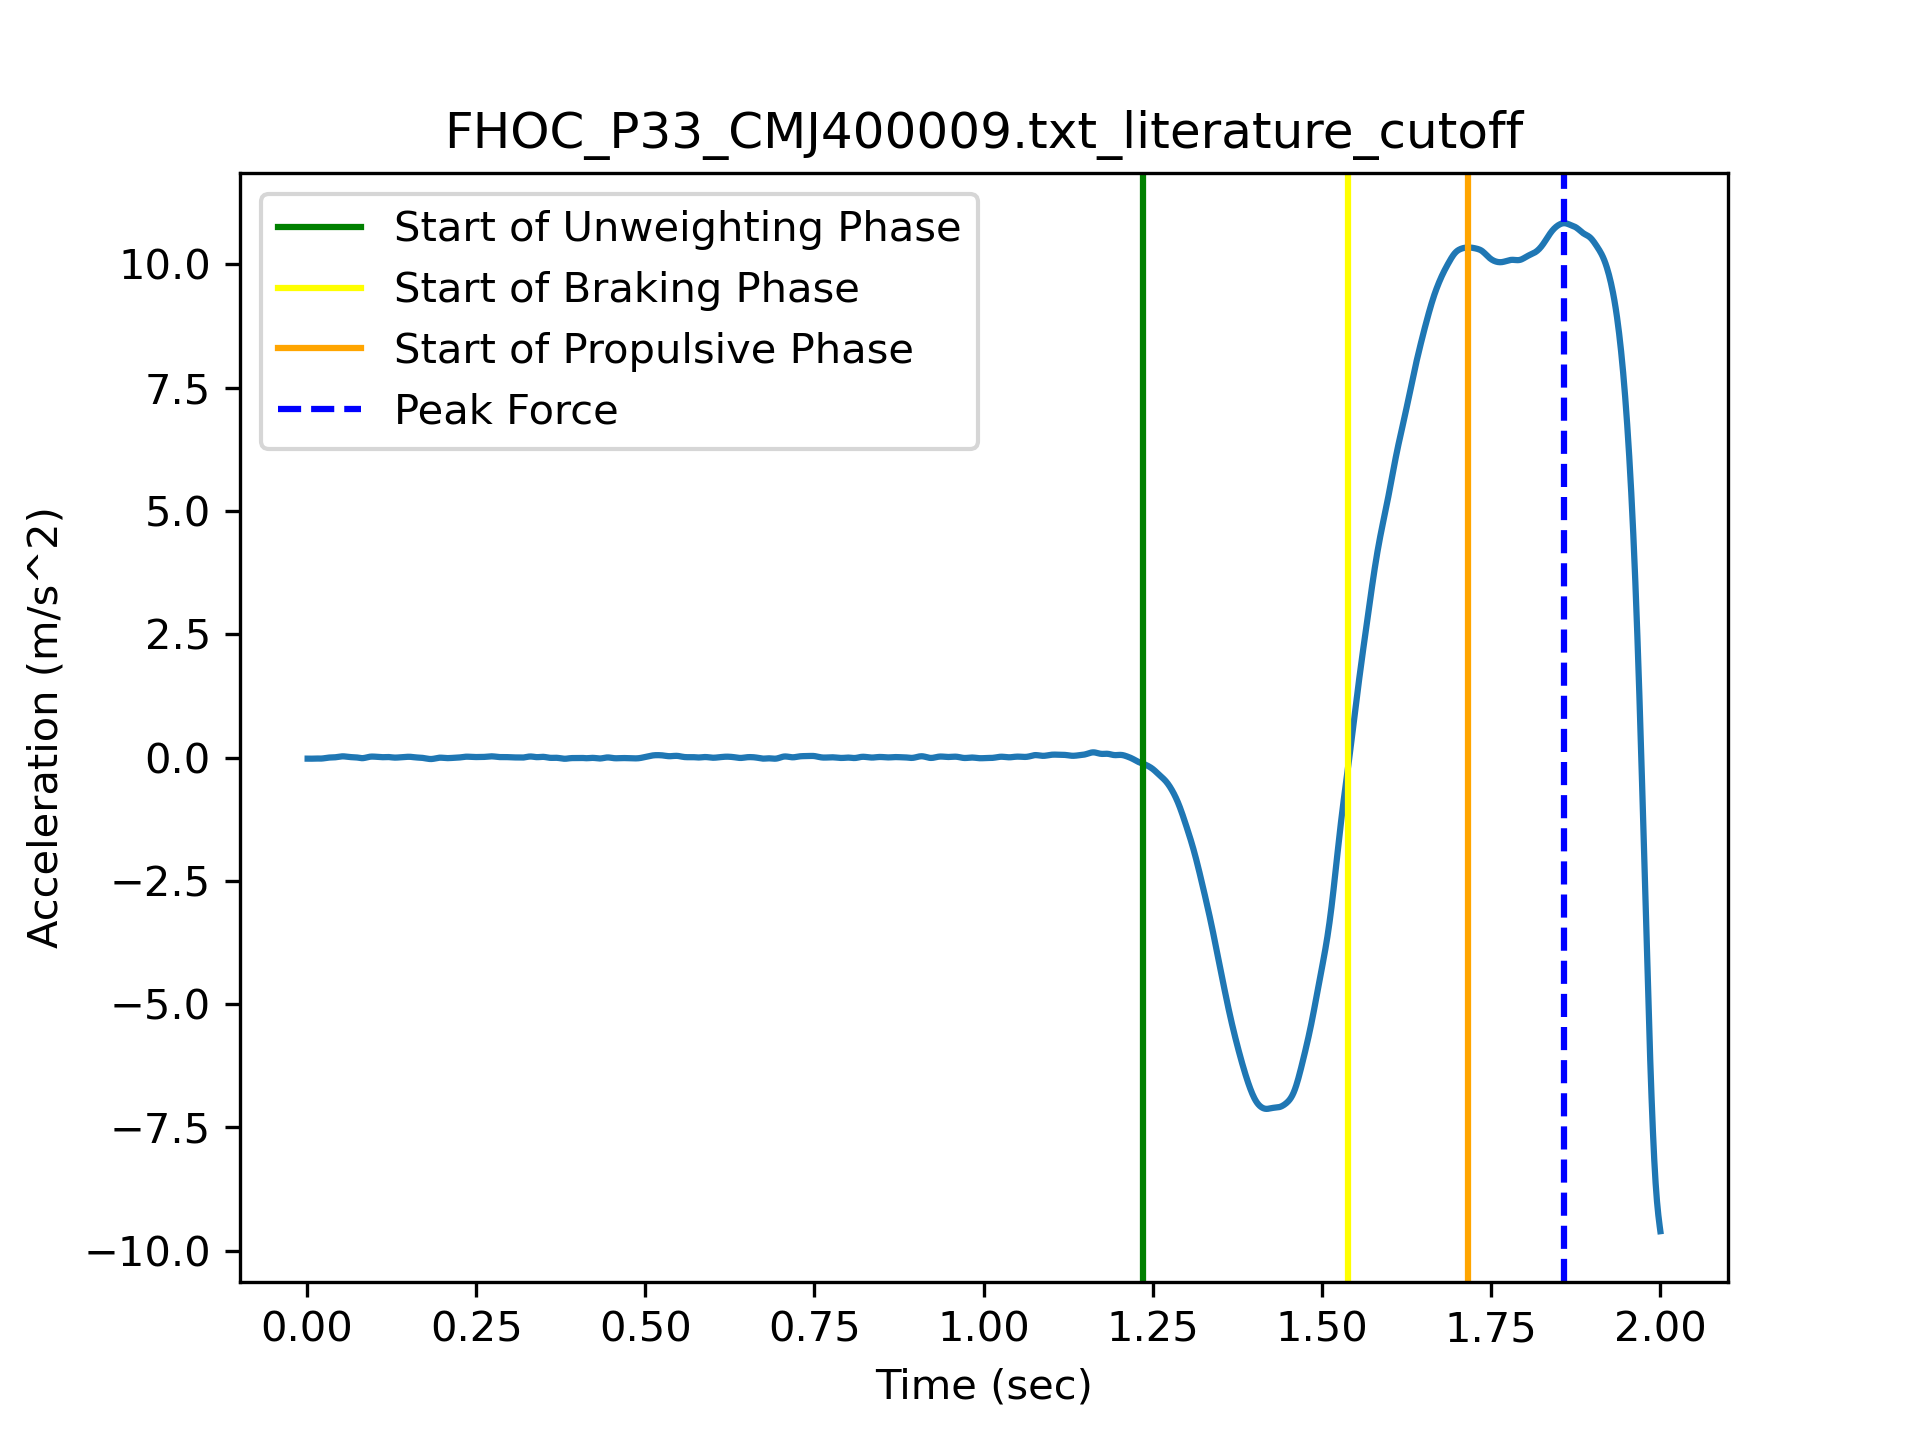 FHOC_P33_CMJ400009.txt_literature_cutoff
Start of Unweighting Phase
Start of Braking Phase
Start of Propulsive Phase
Peak Force
Acceleration (m/s^2)
10.0
7.5
5.0
2.5
0.0
−2.5
−5.0
−7.5
−10.0
0.00 0.25 0.50 0.75 1.00 1.25 1.50 1.75 2.00
Time (sec)